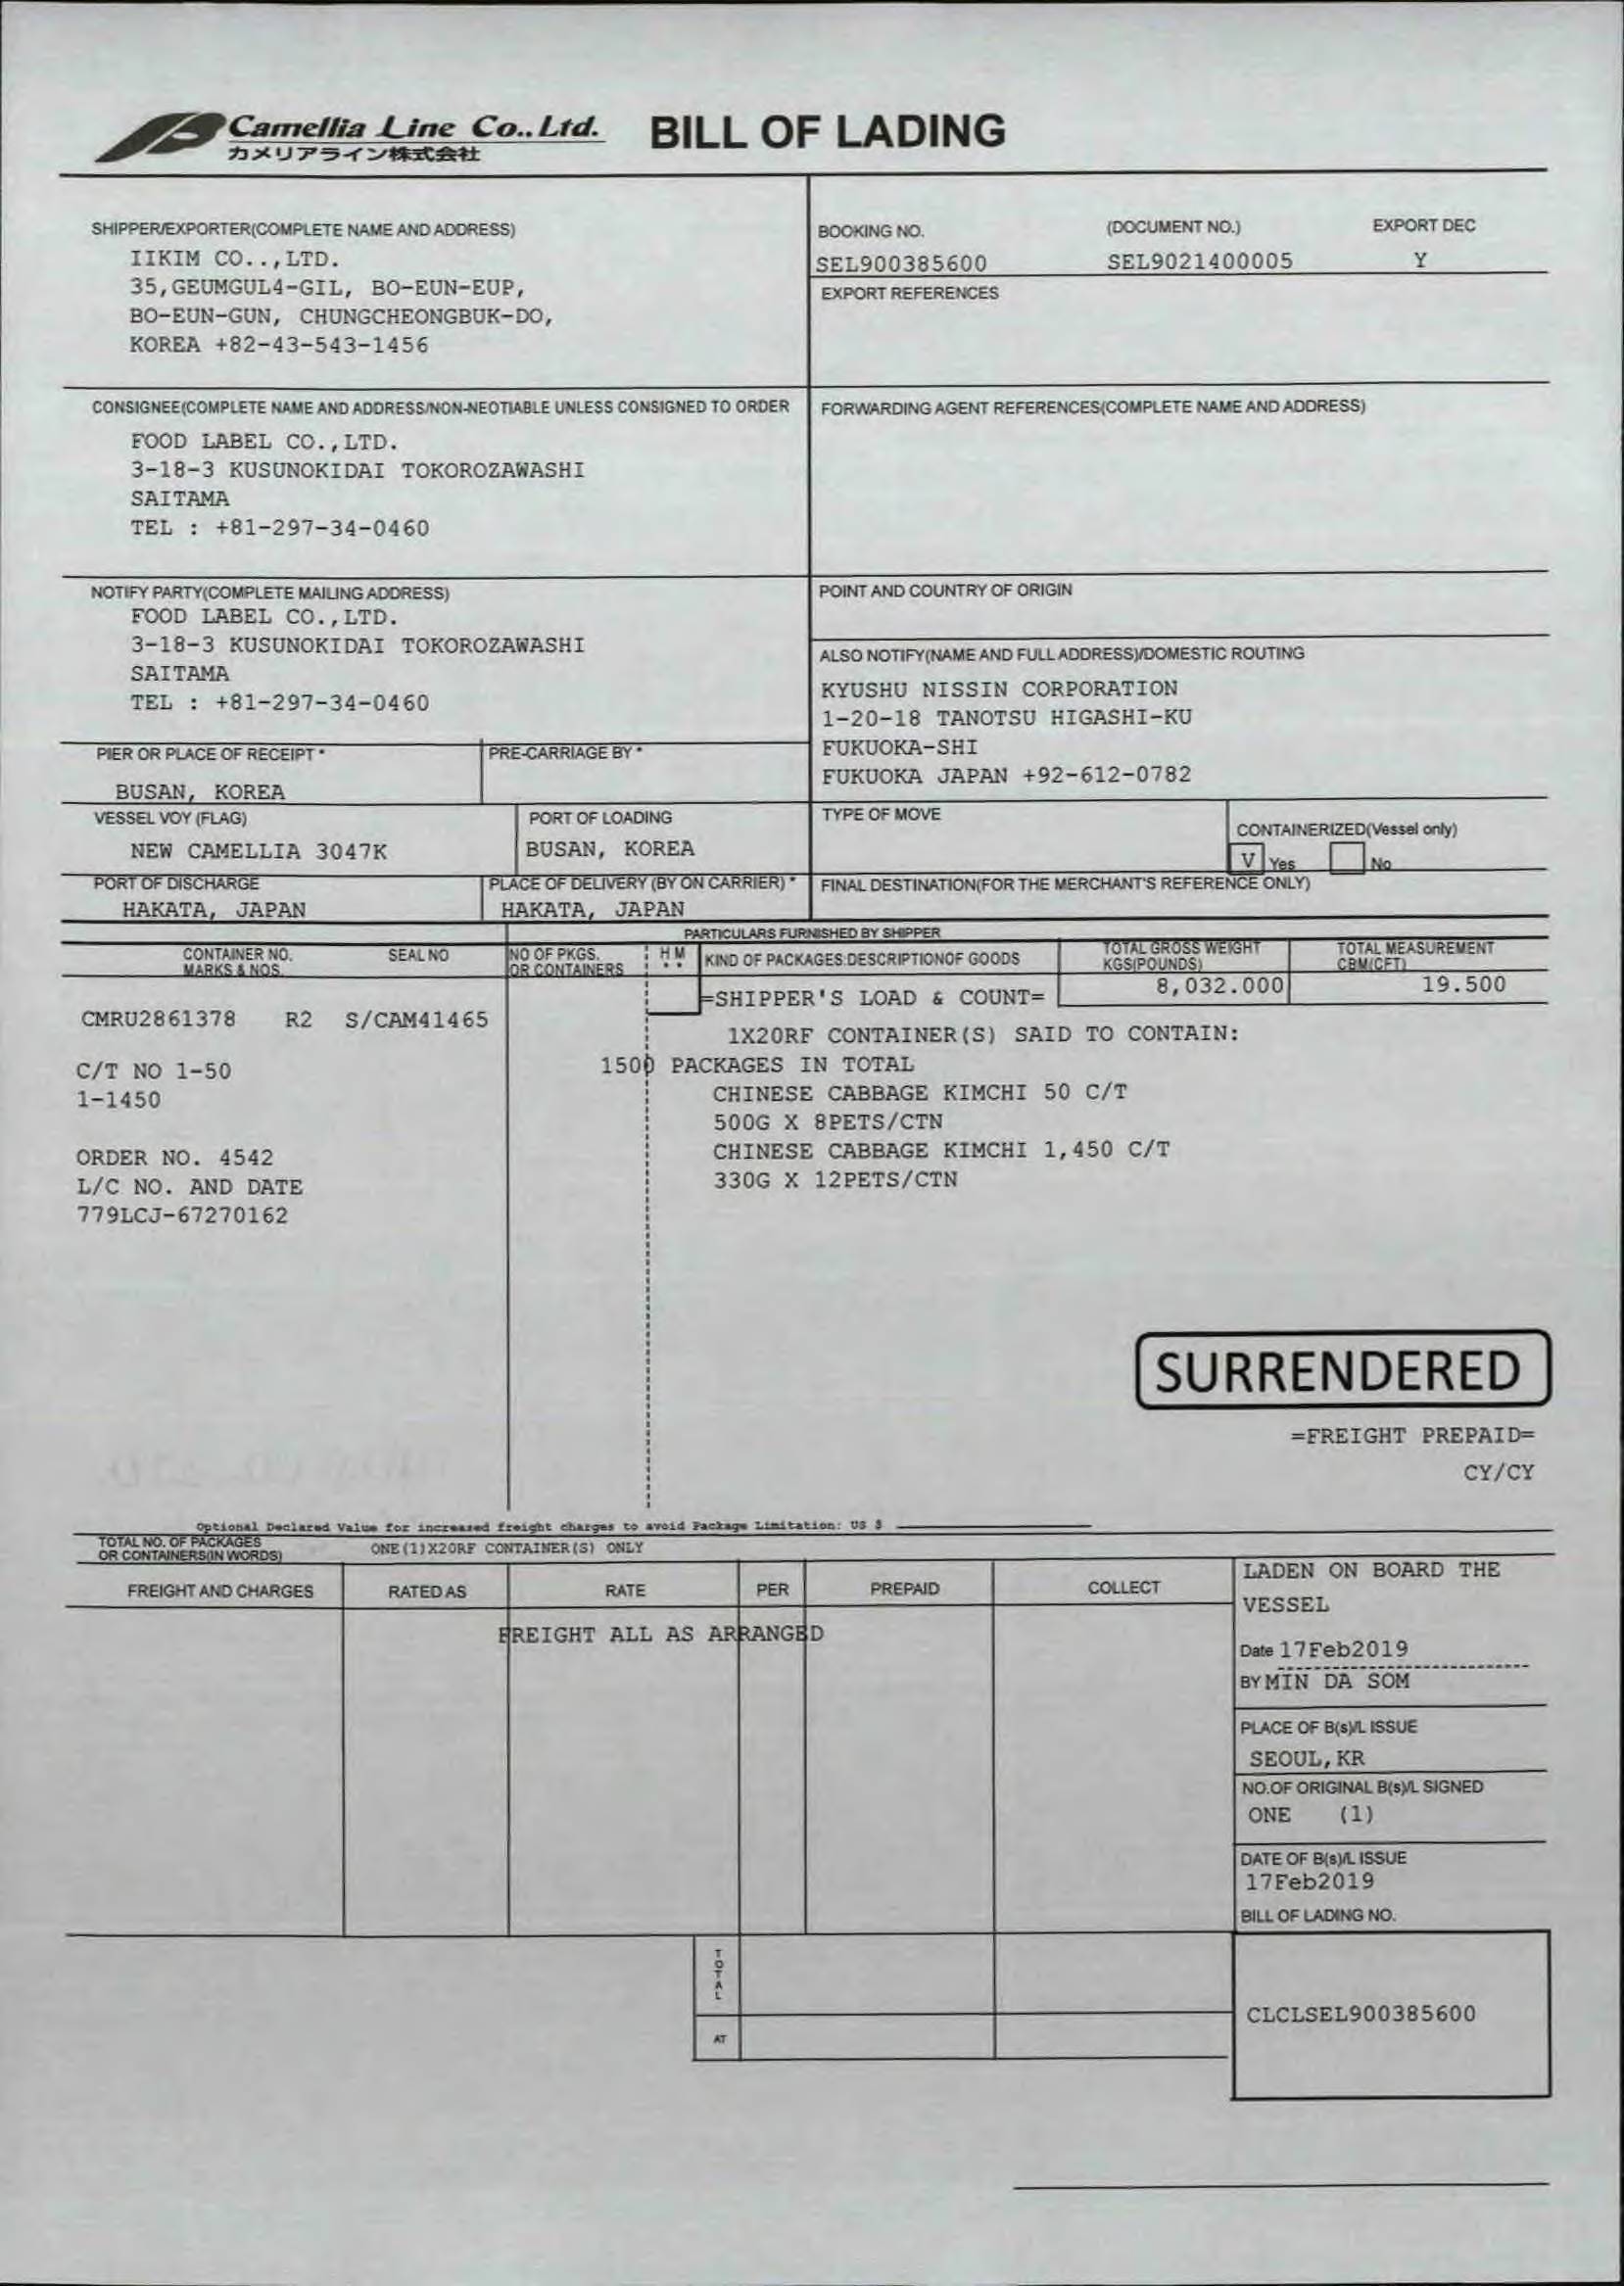 Camellia Line Co.,Ltd.
カメリアライン株式会社
BILL OF LADING
SHIPPER/EXPORTER(COMPLETE NAME AND ADDRESS)
IIKIM CO..,LTD.
35,GEUMGUL4-GIL, BO-EUN-EUP,
BO-EUN-GUN, CHUNGCHEONGBUK-DO,
KOREA +82-43-543-1456
BOOKING NO. (DOCUMENT NO.) EXPORT DEC
SEL900385600 SEL9021400005 Y
EXPORT REFERENCES
CONSIGNEE(COMPLETE NAME AND ADDRESS/NON-NEOTIABLE UNLESS CONSIGNED TO ORDER
FOOD LABEL CO.,LTD.
3-18-3 KUSUNOKIDAI TOKOROZAWASHI
SAITAMA
TEL : +81-297-34-0460
FORWARDING AGENT REFERENCES(COMPLETE NAME AND ADDRESS)
NOTIFY PARTY(COMPLETE MAILING ADDRESS)
FOOD LABEL CO.,LTD.
3-18-3 KUSUNOKIDAI TOKOROZAWASHI
SAITAMA
TEL : +81-297-34-0460
POINT AND COUNTRY OF ORIGIN
ALSO NOTIFY(NAME AND FULL ADDRESS)/DOMESTIC ROUTING
KYUSHU NISSIN CORPORATION
1-20-18 TANOTSU HIGASHI-KU
FUKUOKA-SHI
FUKUOKA JAPAN +92-612-0782
PIER OR PLACE OF RECEIPT * PRE-CARRIAGE BY *
BUSAN, KOREA
VESSEL VOY (FLAG) PORT OF LOADING
NEW CAMELLIA 3047K BUSAN, KOREA
TYPE OF MOVE
CONTAINERIZED(Vessel only)
V Yes No
PORT OF DISCHARGE PLACE OF DELIVERY (BY ON CARRIER) * FINAL DESTINATION(FOR THE MERCHANT'S REFERENCE ONLY)
HAKATA, JAPAN HAKATA, JAPAN
PARTICULARS FURNISHED BY SHIPPER
CONTAINER NO. SEAL NO NO OF PKGS. H M KIND OF PACKAGES:DESCRIPTIONOF GOODS TOTAL GROSS WEIGHT TOTAL MEASUREMENT
MARKS & NOS. OR CONTAINERS * * KGS(POUNDS) CBM(CFT)
=SHIPPER'S LOAD & COUNT= 8,032.000 19.500
CMRU2861378 R2 S/CAM41465
1X20RF CONTAINER(S) SAID TO CONTAIN:
1500 PACKAGES IN TOTAL
C/T NO 1-50
1-1450
CHINESE CABBAGE KIMCHI 50 C/T
500G X 8PETS/CTN
CHINESE CABBAGE KIMCHI 1,450 C/T
330G X 12PETS/CTN
ORDER NO. 4542
L/C NO. AND DATE
779LCJ-67270162
SURRENDERED
=FREIGHT PREPAID=
CY/CY
Optional Declared Value for increased freight charges to avoid Package Limitation: US $
TOTAL NO. OF PACKAGES
OR CONTAINERS(IN WORDS) ONE(1)X20RF CONTAINER(S) ONLY
FREIGHT AND CHARGES RATED AS RATE PER PREPAID COLLECT
FREIGHT ALL AS ARRANGED
LADEN ON BOARD THE
VESSEL
Date 17Feb2019
BY MIN DA SOM
PLACE OF B(s)/L ISSUE
SEOUL,KR
NO.OF ORIGINAL B(s)/L SIGNED
ONE (1)
DATE OF B(s)/L ISSUE
17Feb2019
BILL OF LADING NO.
TOTAL
AT
CLCLSEL900385600